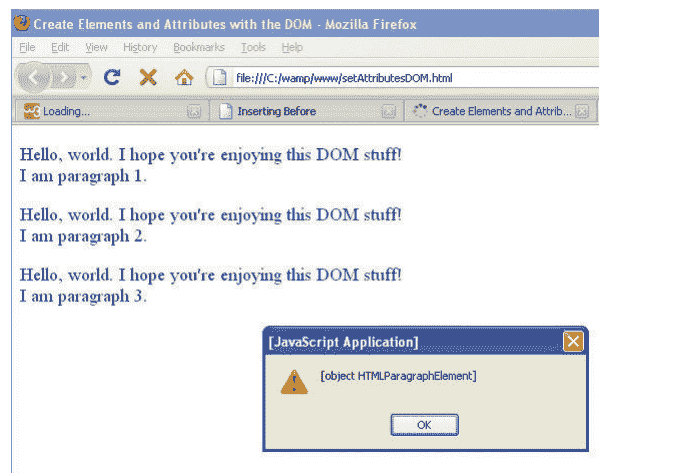 Create Elements and Attributes with the DOM - Mozilla Firefox
File Edit View History Bookmarks Tools Help
file:///C:/wamp/www/setAttributesDOM.html
Loading... Inserting Before Create Elements and Attrib...
Hello, world. I hope you're enjoying this DOM stuff!
I am paragraph 1.
Hello, world. I hope you're enjoying this DOM stuff!
I am paragraph 2.
Hello, world. I hope you're enjoying this DOM stuff!
I am paragraph 3.
[JavaScript Application]
[object HTMLParagraphElement]
OK